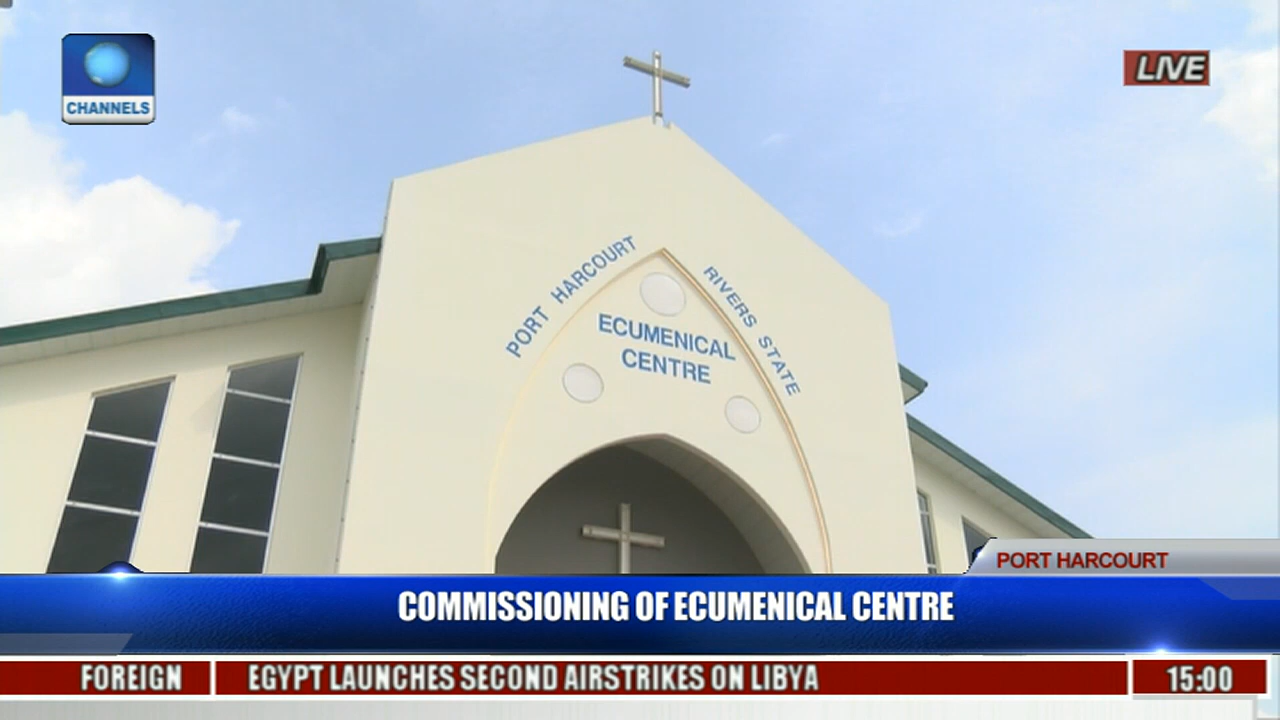 CHANNELS
LIVE
PORT HARCOURT
RIVERS STATE
ECUMENICAL
CENTRE
PORT HARCOURT
COMMISSIONING OF ECUMENICAL CENTRE
FOREIGN
EGYPT LAUNCHES SECOND AIRSTRIKES ON LIBYA
15:00